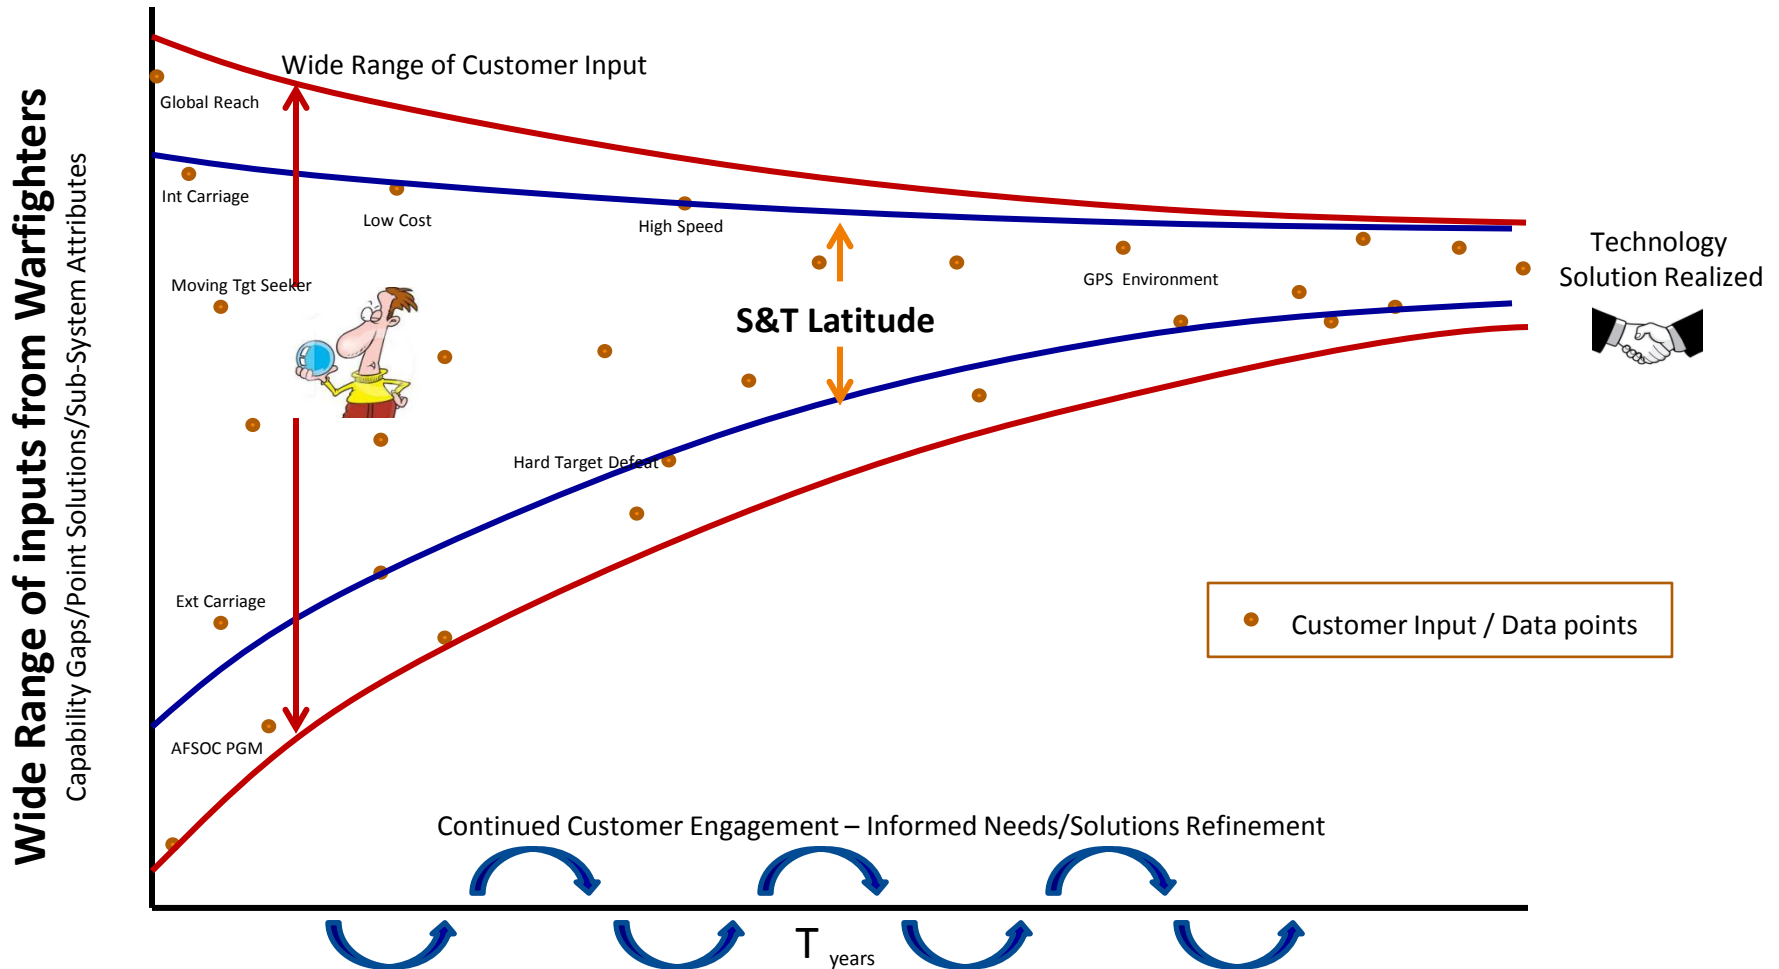 Wide Range of inputs from Warfighters
Capability Gaps/Point Solutions/Sub-System Attributes
Wide Range of Customer Input
Global Reach
Int Carriage
Low Cost
High Speed
Moving Tgt Seeker
GPS Environment
S&T Latitude
Technology
Solution Realized
Hard Target Defeat
Ext Carriage
Customer Input / Data points
AFSOC PGM
Continued Customer Engagement – Informed Needs/Solutions Refinement
T years